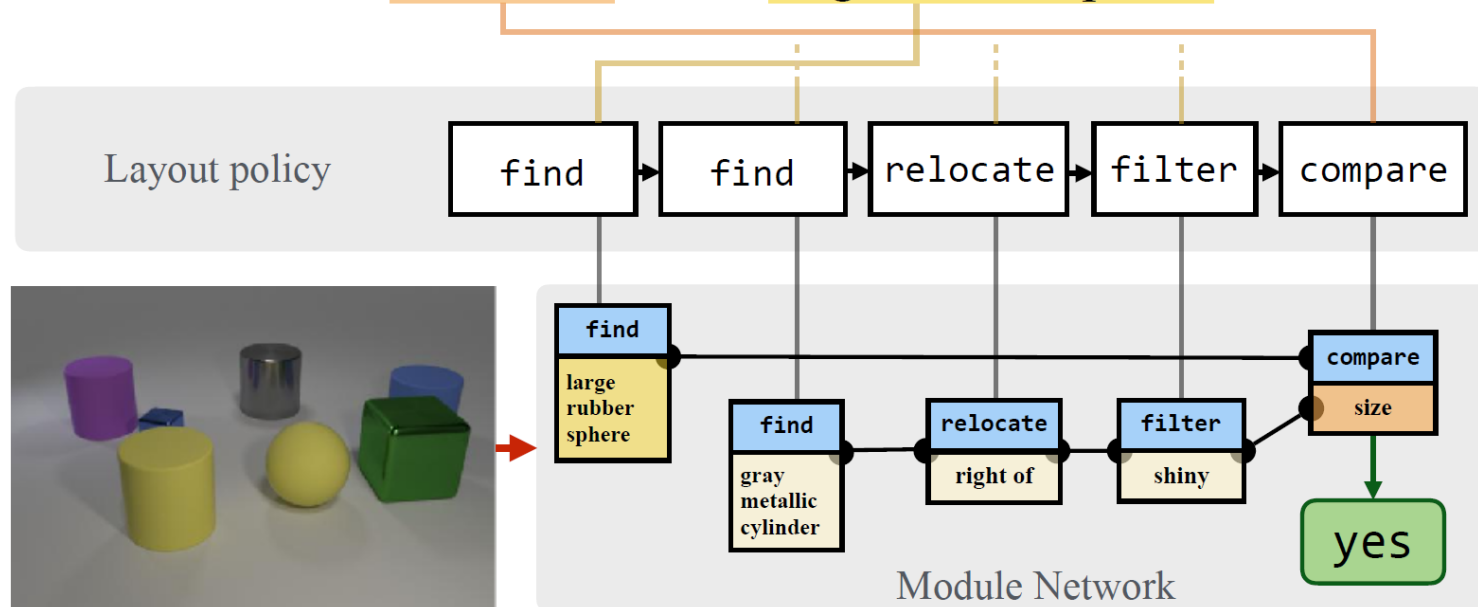 Layout policy
find
find
relocate
filter
compare
find
large
rubber
sphere
find
gray
metallic
cylinder
relocate
right of
filter
shiny
compare
size
yes
Module Network